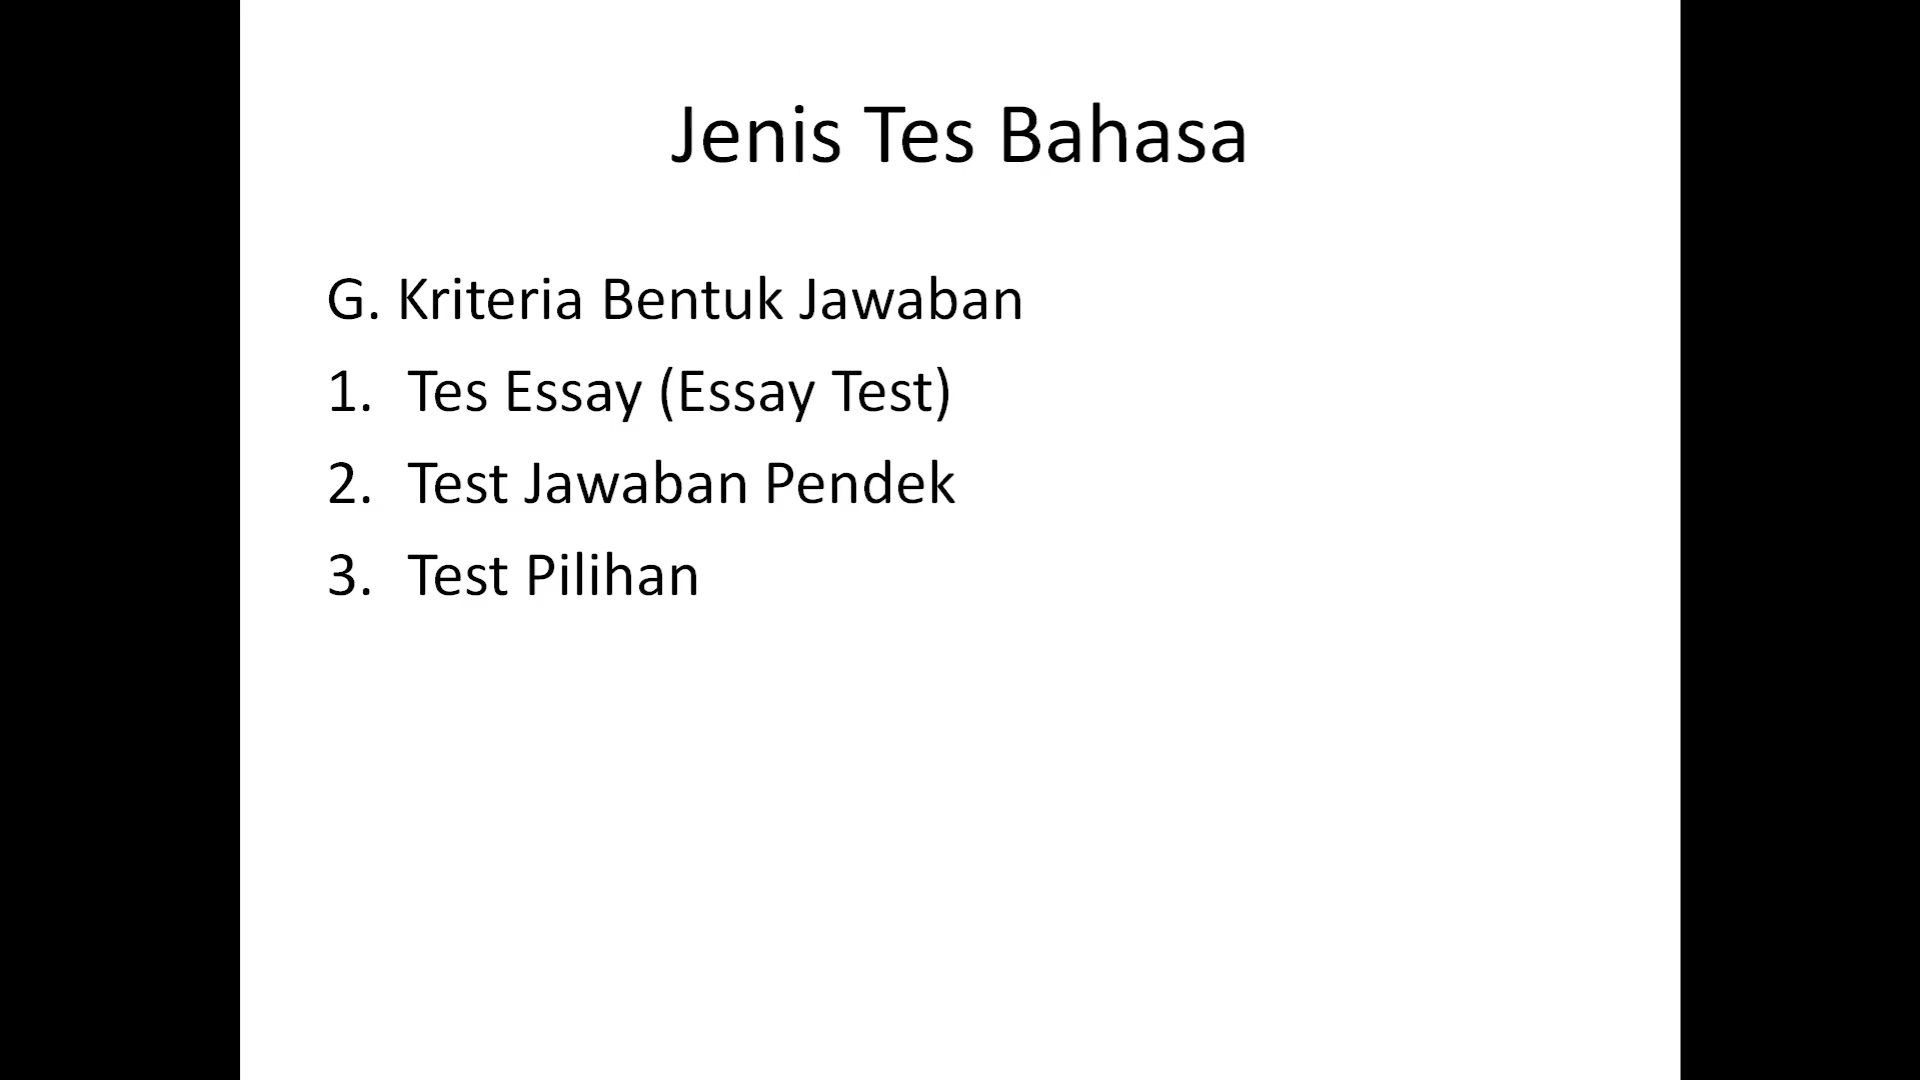 Jenis Tes Bahasa
G. Kriteria Bentuk Jawaban
1. Tes Essay (Essay Test)
2. Test Jawaban Pendek
3. Test Pilihan